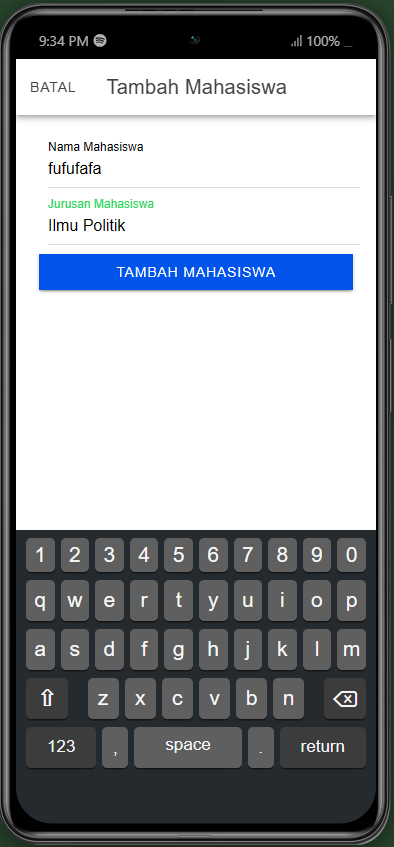 9:34 PM 100%
BATAL Tambah Mahasiswa
Nama Mahasiswa
fufufafa
Jurusan Mahasiswa
Ilmu Politik
TAMBAH MAHASISWA
1 2 3 4 5 6 7 8 9 0
q w e r t y u i o p
a s d f g h j k l m
z x c v b n
123 , space . return